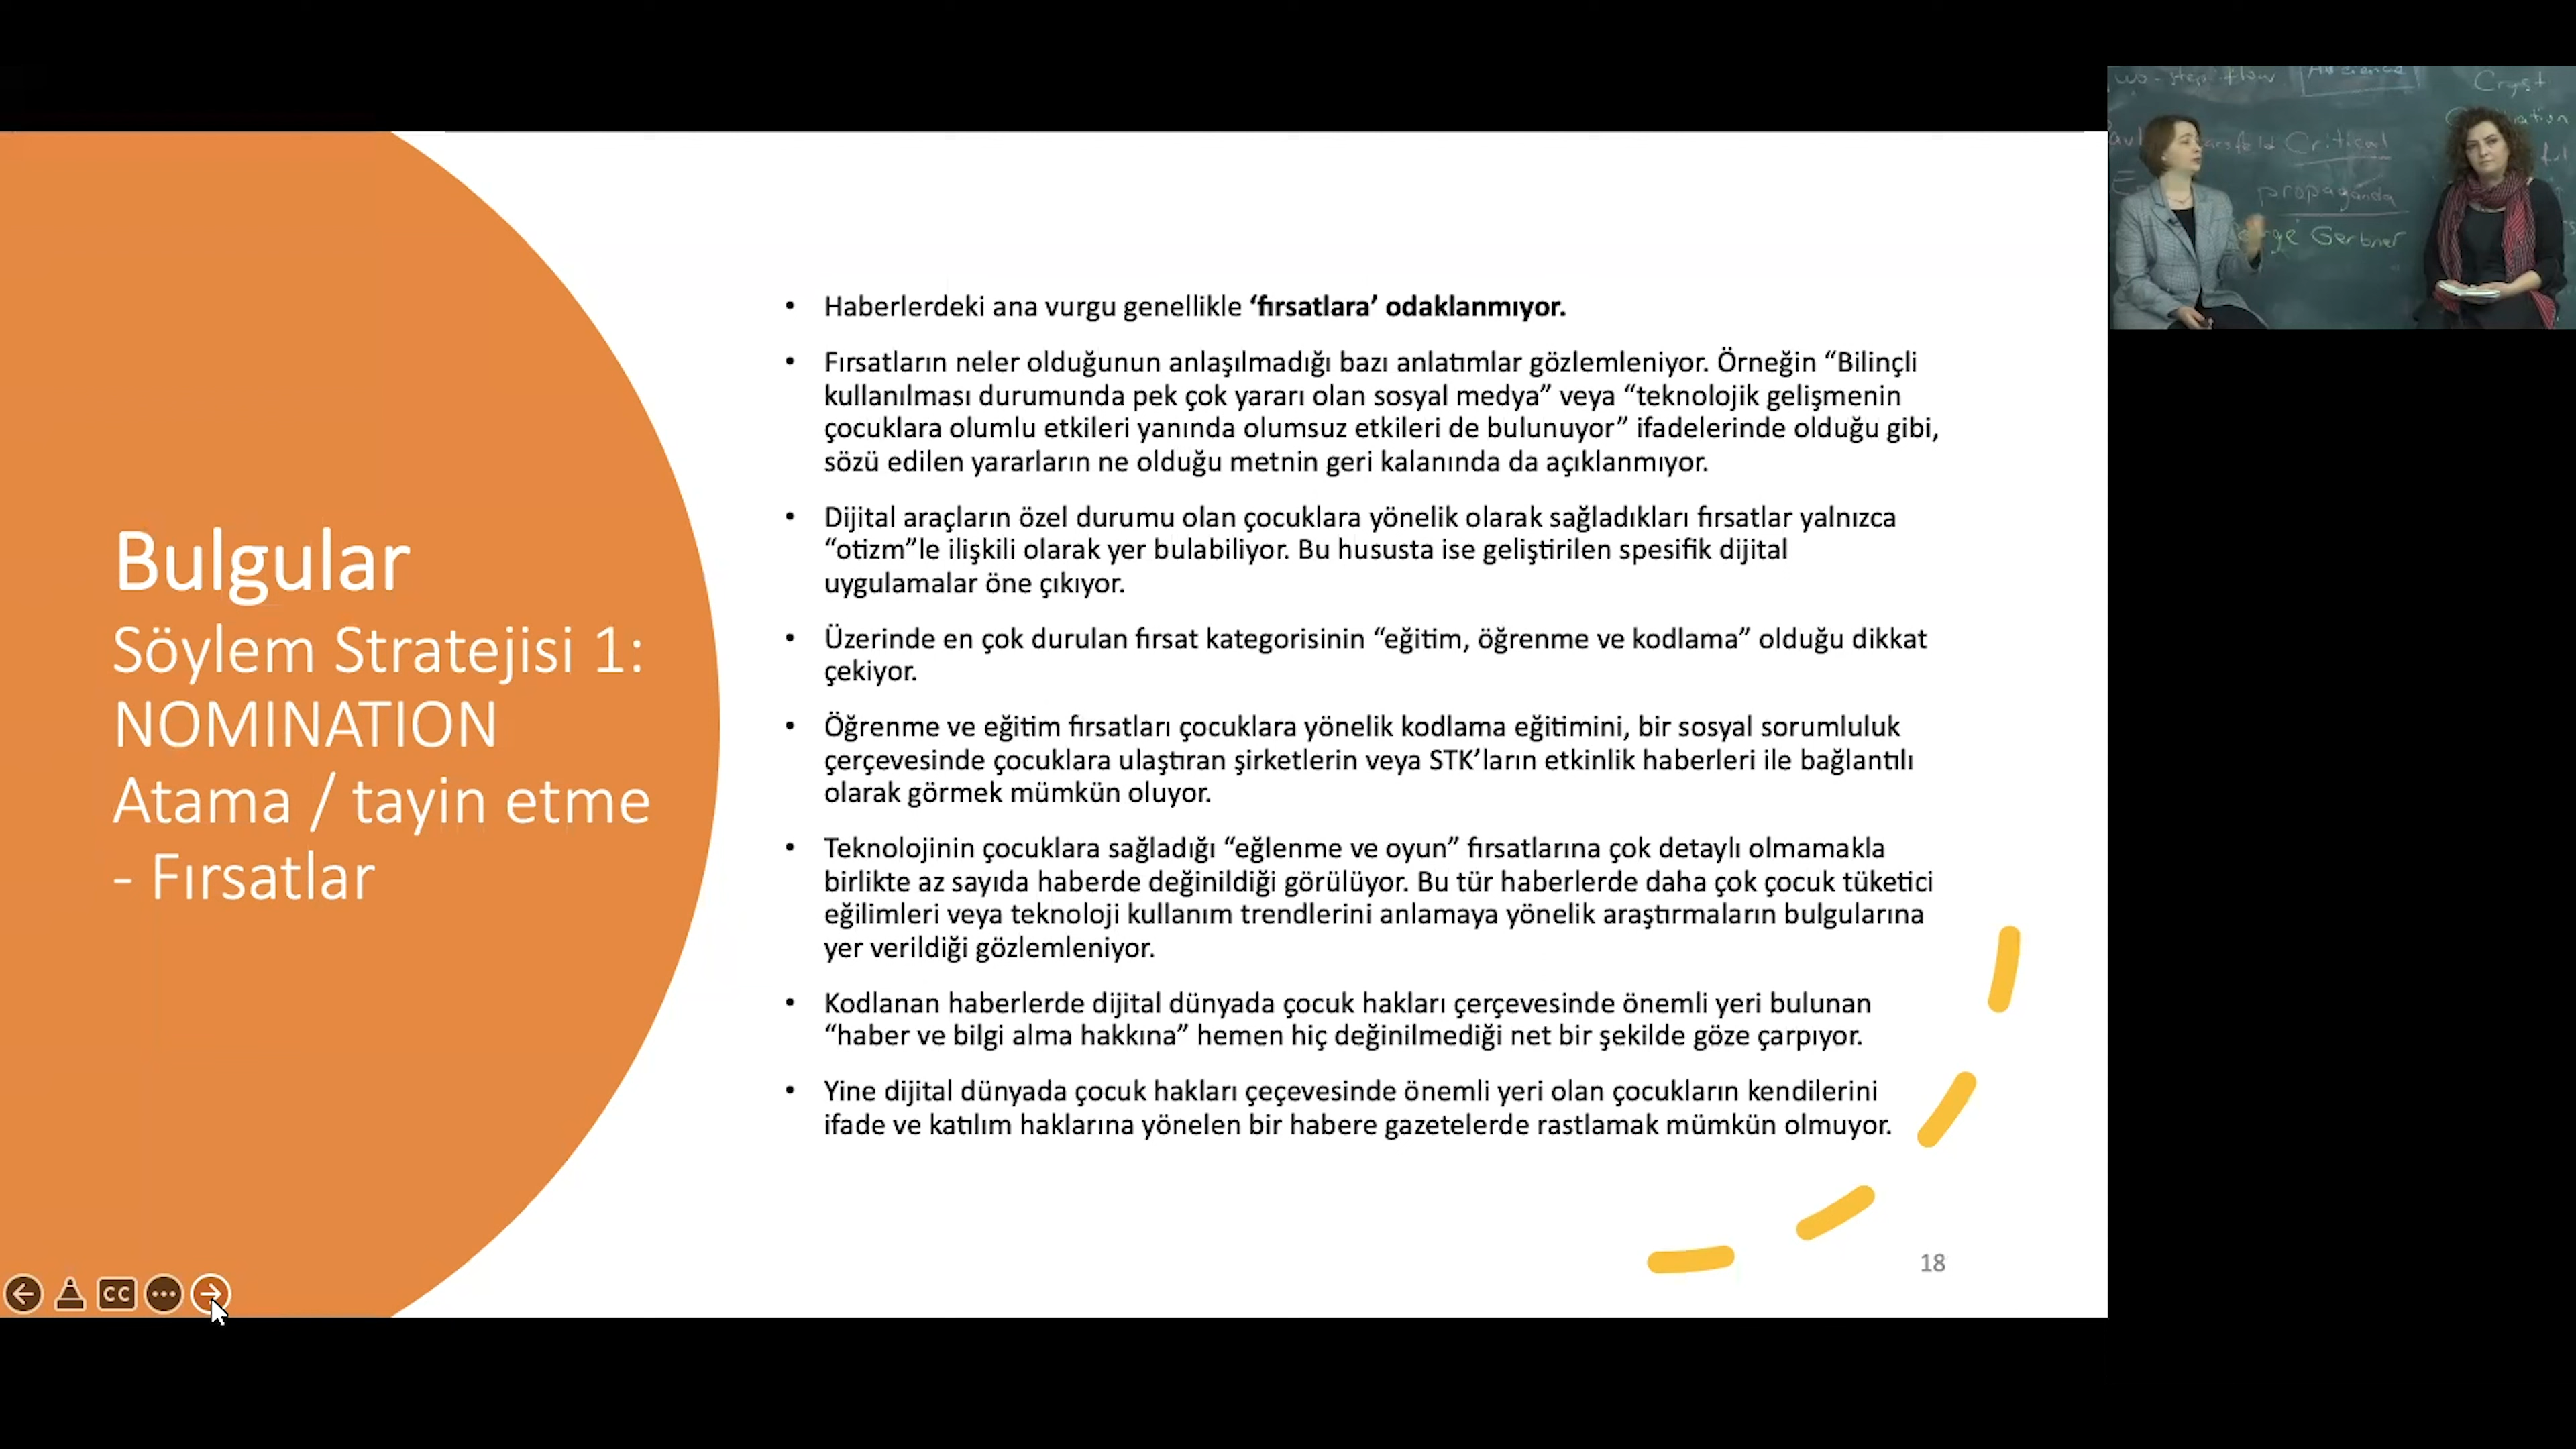 Bulgular
Söylem Stratejisi 1:
NOMINATION
Atama / tayin etme
- Fırsatlar
• Haberlerdeki ana vurgu genellikle ‘fırsatlara’ odaklanmıyor.
• Fırsatların neler olduğunun anlaşılmadığı bazı anlatımlar gözlemleniyor. Örneğin “Bilinçli
kullanılması durumunda pek çok yararı olan sosyal medya” veya “teknolojik gelişmenin
çocuklara olumlu etkileri yanında olumsuz etkileri de bulunuyor” ifadelerinde olduğu gibi,
sözü edilen yararların ne olduğu metnin geri kalanında da açıklanmıyor.
• Dijital araçların özel durumu olan çocuklara yönelik olarak sağladıkları fırsatlar yalnızca
“otizm”le ilişkili olarak yer bulabiliyor. Bu hususta ise geliştirilen spesifik dijital
uygulamalar öne çıkıyor.
• Üzerinde en çok durulan fırsat kategorisinin “eğitim, öğrenme ve kodlama” olduğu dikkat
çekiyor.
• Öğrenme ve eğitim fırsatları çocuklara yönelik kodlama eğitimini, bir sosyal sorumluluk
çerçevesinde çocuklara ulaştıran şirketlerin veya STK’ların etkinlik haberleri ile bağlantılı
olarak görmek mümkün oluyor.
• Teknolojinin çocuklara sağladığı “eğlenme ve oyun” fırsatlarına çok detaylı olmamakla
birlikte az sayıda haberde değinildiği görülüyor. Bu tür haberlerde daha çok çocuk tüketici
eğilimleri veya teknoloji kullanım trendlerini anlamaya yönelik araştırmaların bulgularına
yer verildiği gözlemleniyor.
• Kodlanan haberlerde dijital dünyada çocuk hakları çerçevesinde önemli yeri bulunan
“haber ve bilgi alma hakkına” hemen hiç değinilmediği net bir şekilde göze çarpıyor.
• Yine dijital dünyada çocuk hakları çeçevesinde önemli yeri olan çocukların kendilerini
ifade ve katılım haklarına yönelen bir habere gazetelerde rastlamak mümkün olmuyor.
18
CC
flow
Critical
propaganda
Gerbner